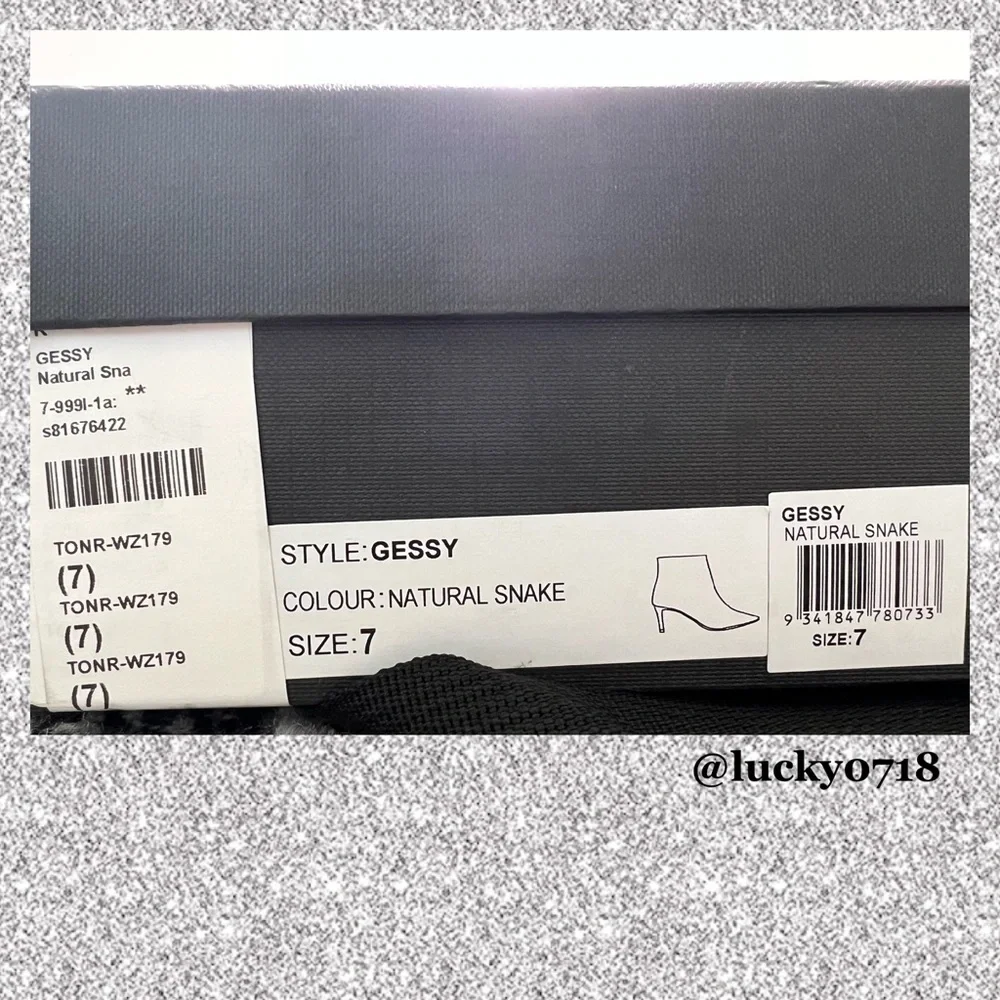 GESSY
Natural Sna
7-999I-1a: **
s81676422
TONR-WZ179
(7)
TONR-WZ179
(7)
TONR-WZ179
(7)
STYLE:GESSY
COLOUR:NATURAL SNAKE
SIZE:7
GESSY
NATURAL SNAKE
9 341847 780733
SIZE:7
@lucky0718